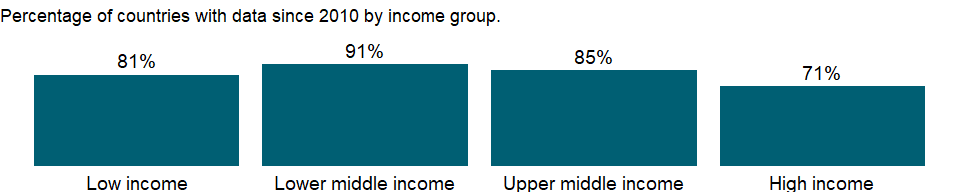 Percentage of countries with data since 2010 by income group.
81%
91%
85%
71%
Low income
Lower middle income
Upper middle income
High income